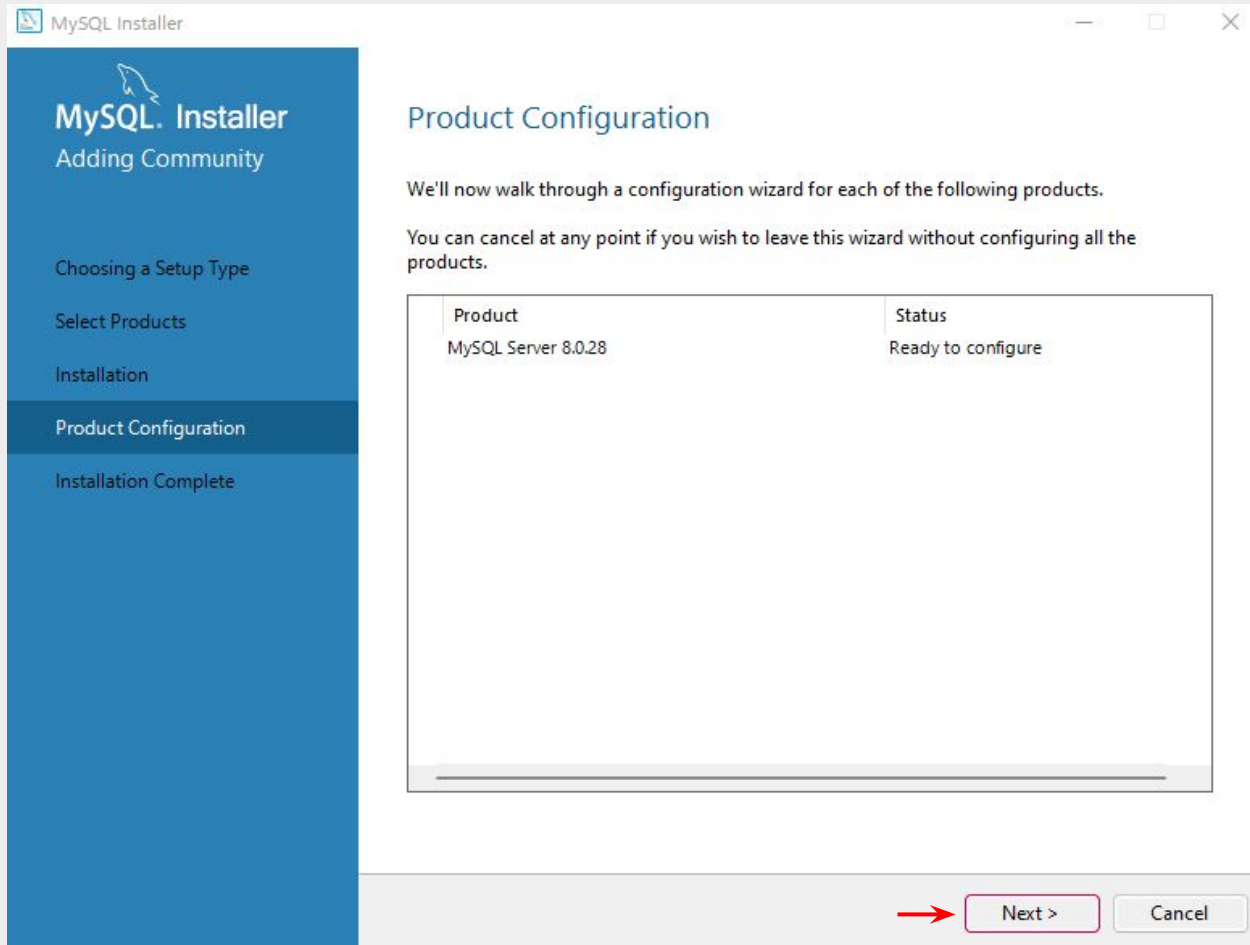 MySQL Installer
MySQL. Installer
Adding Community
Choosing a Setup Type
Select Products
Installation
Product Configuration
Installation Complete
Product Configuration
We'll now walk through a configuration wizard for each of the following products.
You can cancel at any point if you wish to leave this wizard without configuring all the
products.
Product Status
MySQL Server 8.0.28 Ready to configure
Next > Cancel